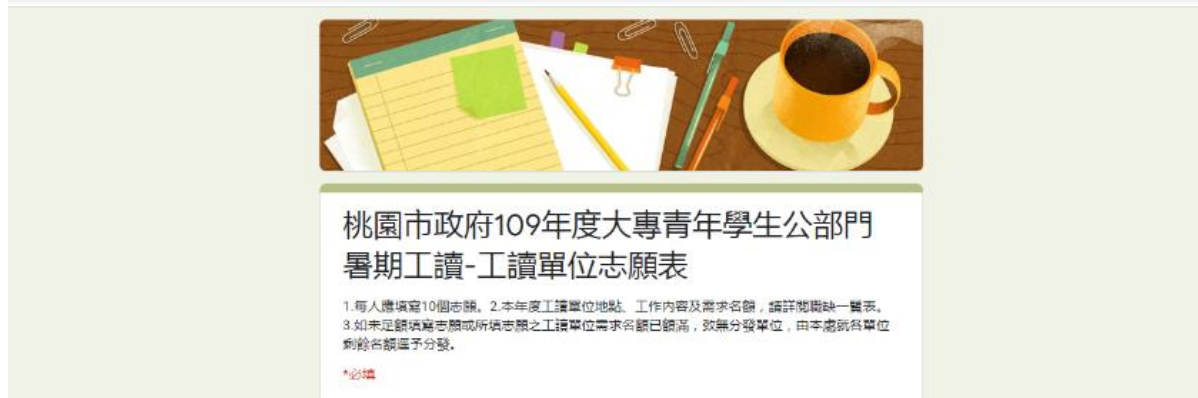 桃園市政府109年度大專青年學生公部門
暑期工讀-工讀單位志願表
1.每人應填寫10個志願。2.本年度工讀單位地點、工作內容及需求名額，請詳閱職缺一覽表。
3.如未足額填寫志願或所填志願之工讀單位需求名額已額滿，致無分發單位，由本處就各單位
剩餘名額逕予分發。
*必填